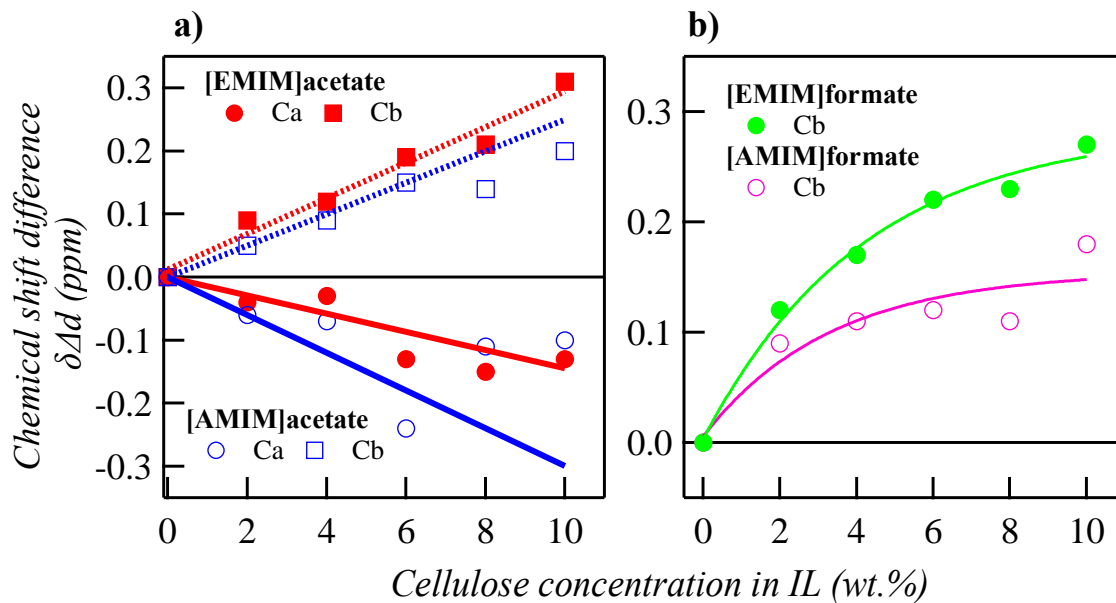 a)
[EMIM]acetate
Ca Cb
[AMIM]acetate
Ca Cb
0.3
0.2
0.1
0.0
-0.1
-0.2
-0.3
0 2 4 6 8 10
Chemical shift difference
δΔd (ppm)
b)
[EMIM]formate
Cb
[AMIM]formate
Cb
0.3
0.2
0.1
0.0
0 2 4 6 8 10
Cellulose concentration in IL (wt.%)